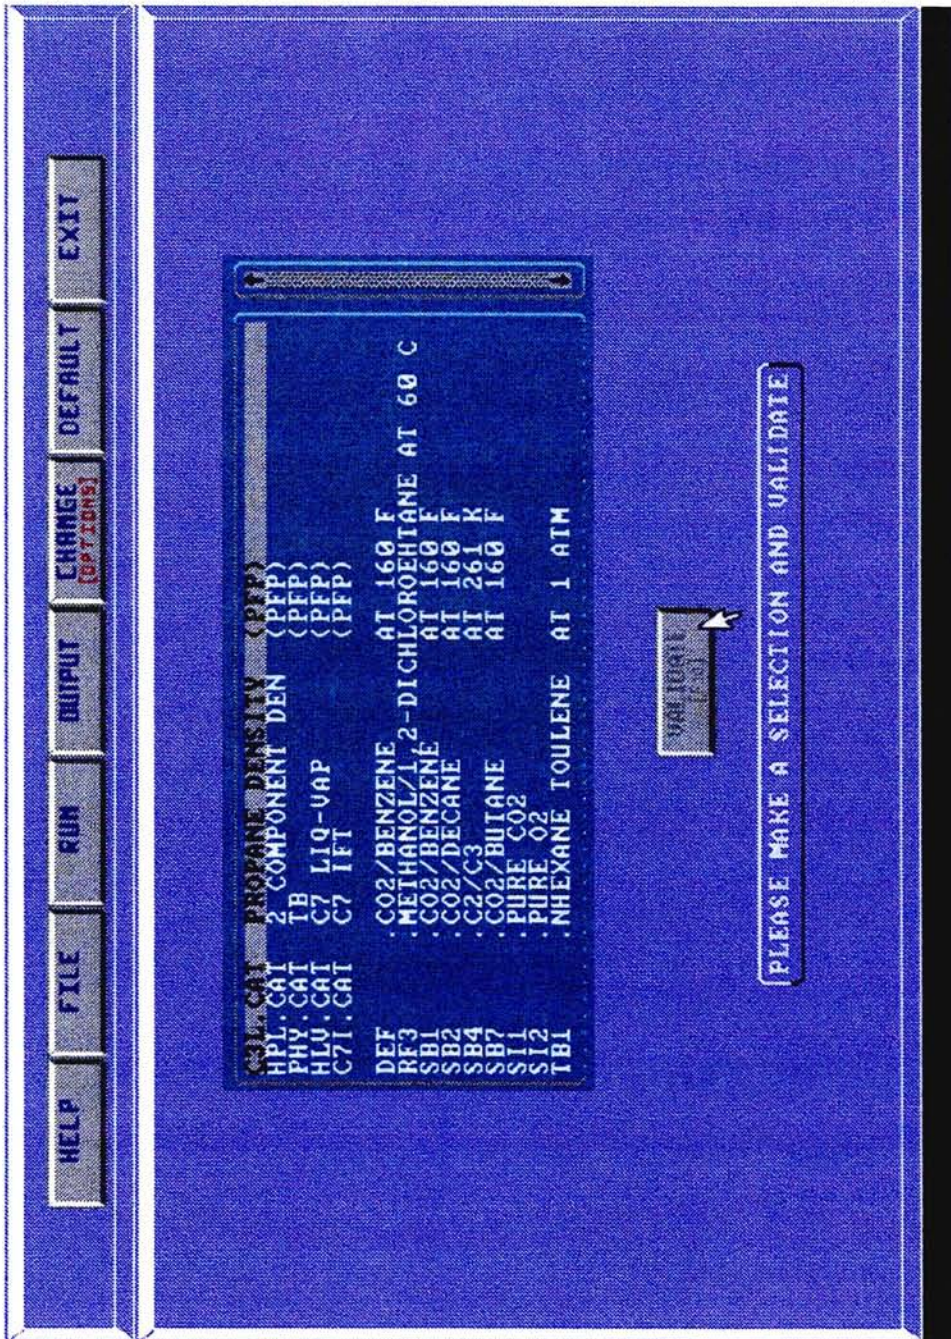 HELP FILE RUN OUTPUT CHANGE DEFAULT EXIT
[OPTIONS]
C3L.CAT PROPANE DENSITY (PFP)
HPL.CAT 2 COMPONENT DEN (PFP)
PHY.CAT TB (PFP)
HLV.CAT C7 LIQ-VAP (PFP)
C7I.CAT C7 IFT (PFP)
DEF .CO2/BENZENE AT 160 F
RF3 .METHANOL/1,2-DICHLOROEHTANE AT 60 C
SB1 .CO2/BENZENE AT 160 F
SB2 .CO2/DECANE AT 160 F
SB4 .C2/C3 AT 261 K
SB7 .CO2/BUTANE AT 160 F
SI1 .PURE CO2
SI2 .PURE O2
TB1 .NHEXANE TOULENE AT 1 ATM
VALIDATE
PLEASE MAKE A SELECTION AND VALIDATE